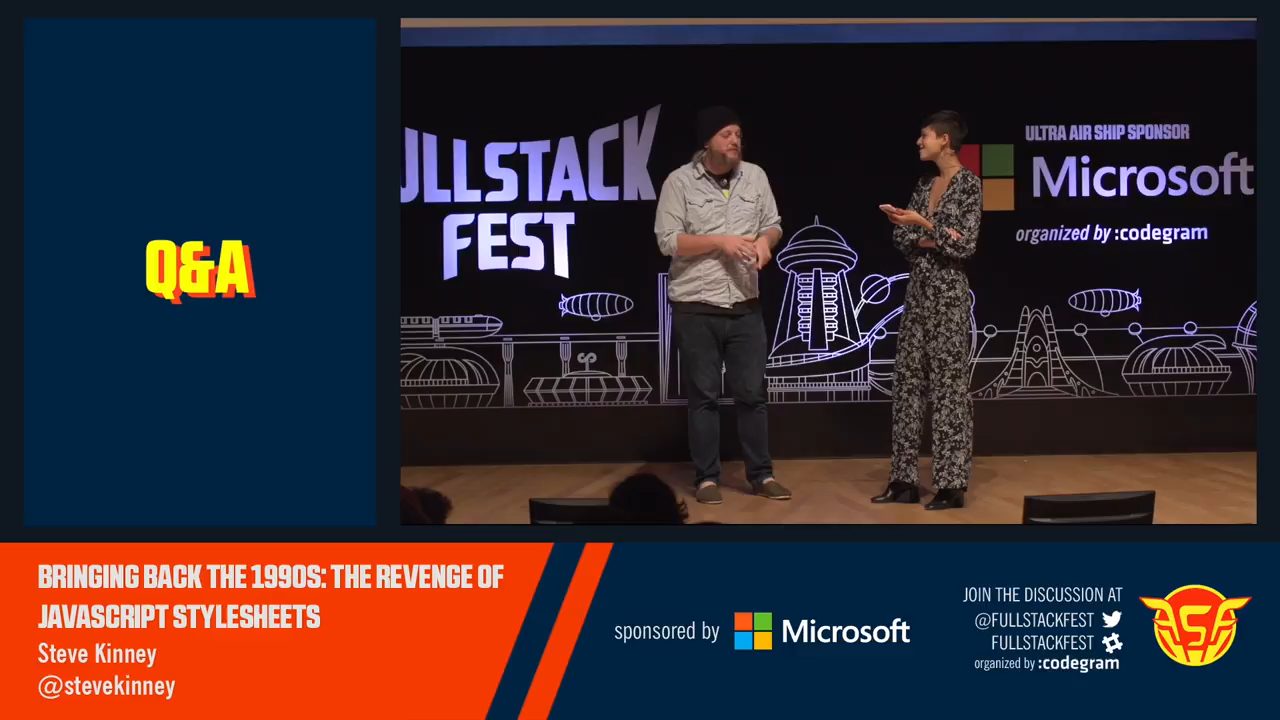 Q&A
ULLSTACK
FEST
ULTRA AIR SHIP SPONSOR
Microsoft
organized by :codegram
BRINGING BACK THE 1990S: THE REVENGE OF
JAVASCRIPT STYLESHEETS
Steve Kinney
@stevekinney
sponsored by Microsoft
JOIN THE DISCUSSION AT
@FULLSTACKFEST
FULLSTACKFEST
organized by :codegram
FSF